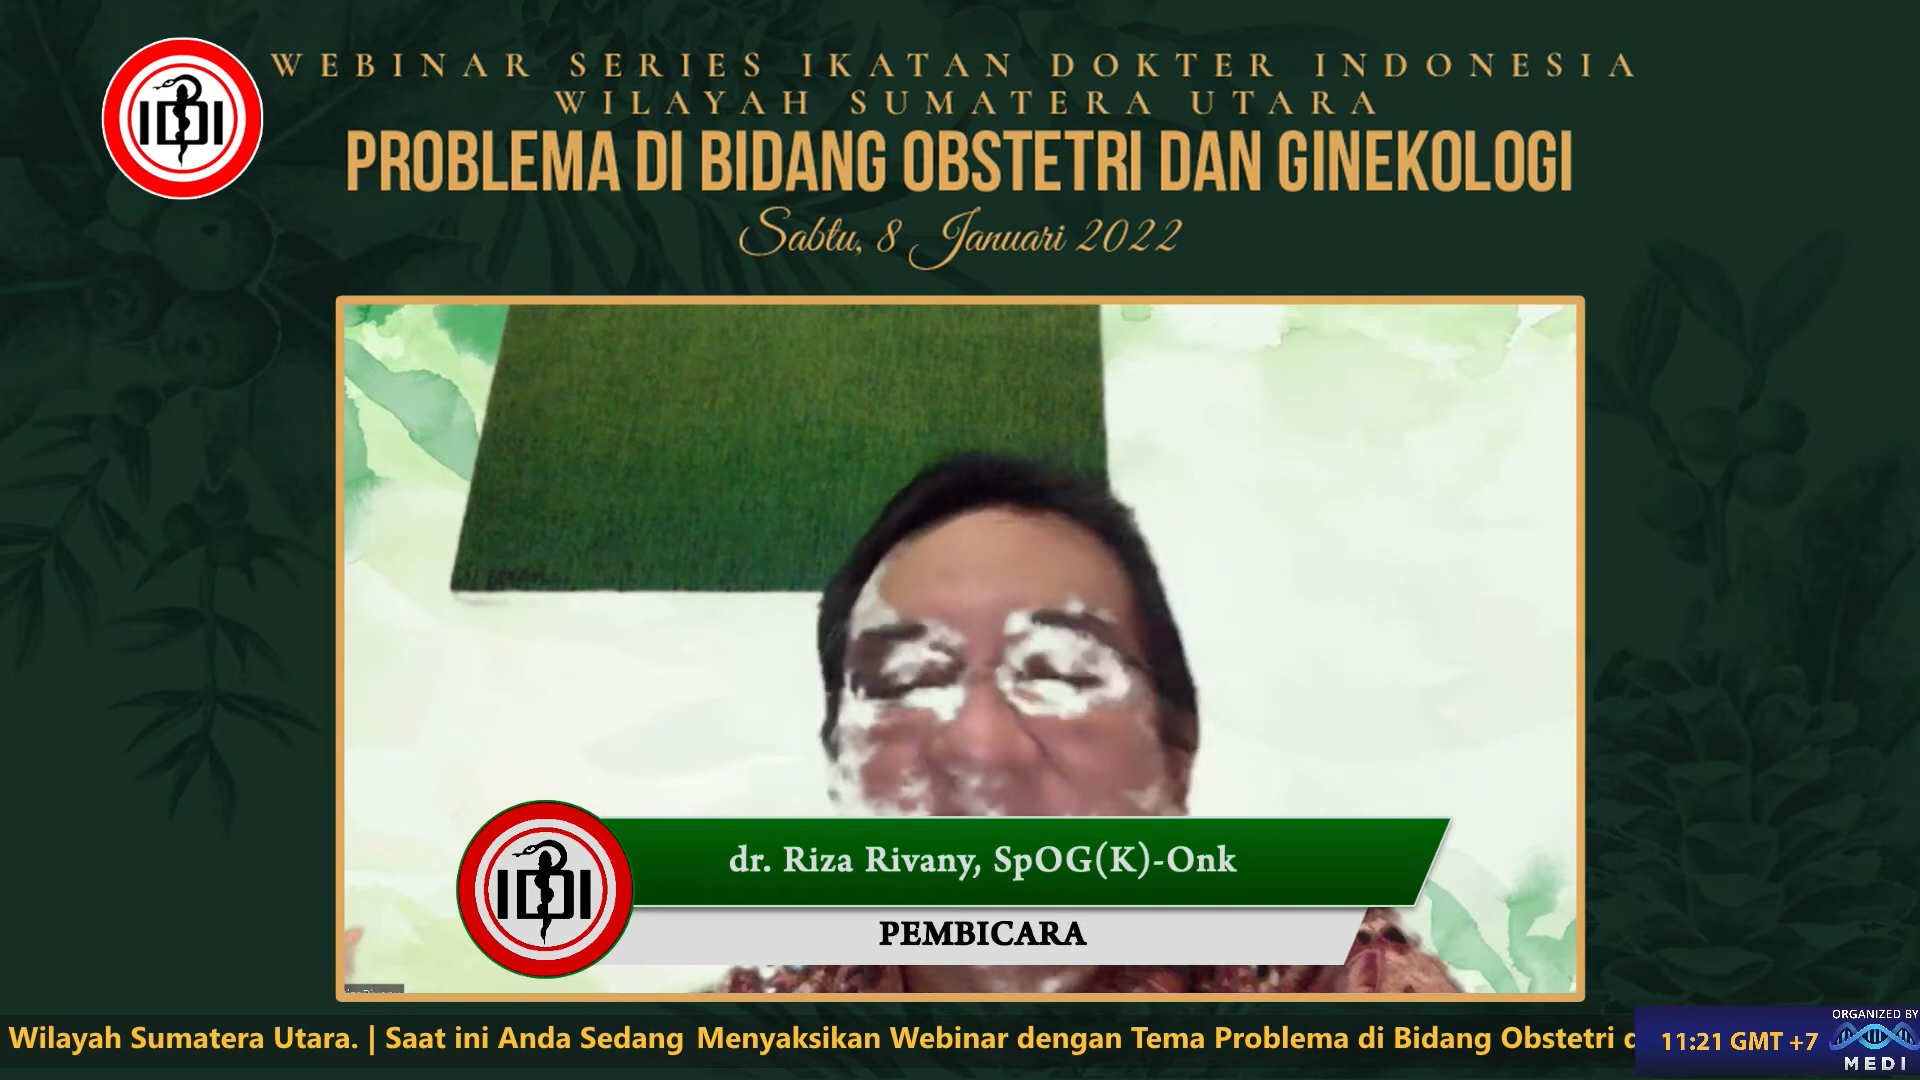 IDI
WEBINAR SERIES IKATAN DOKTER INDONESIA
WILAYAH SUMATERA UTARA
PROBLEMA DI BIDANG OBSTETRI DAN GINEKOLOGI
Sabtu, 8 Januari 2022
IDI
dr. Riza Rivany, SpOG(K)-Onk
PEMBICARA
Wilayah Sumatera Utara. | Saat ini Anda Sedang Menyaksikan Webinar dengan Tema Problema di Bidang Obstetri d
11:21 GMT +7
ORGANIZED BY
MEDI